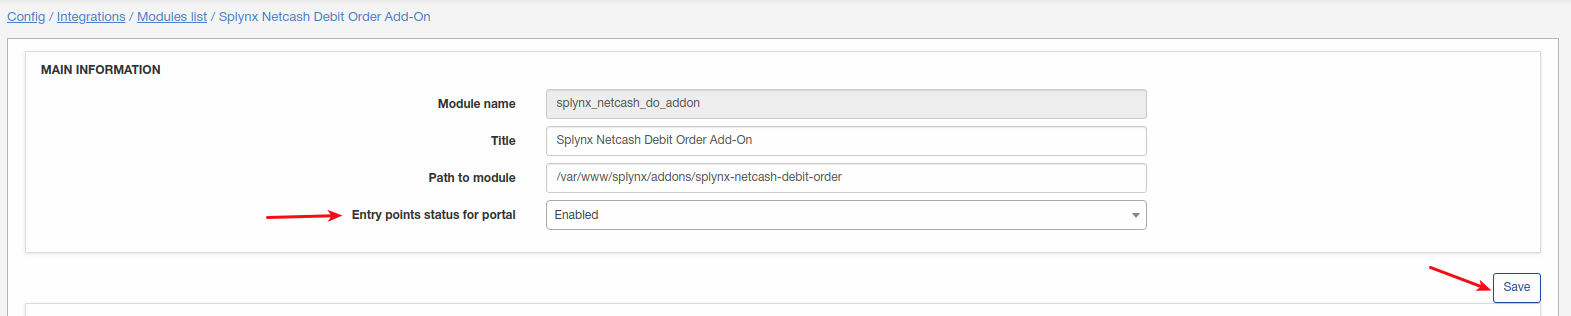 Config / Integrations / Modules list / Splynx Netcash Debit Order Add-On
MAIN INFORMATION
Module name splynx_netcash_do_addon
Title Splynx Netcash Debit Order Add-On
Path to module /var/www/splynx/addons/splynx-netcash-debit-order
Entry points status for portal Enabled
Save